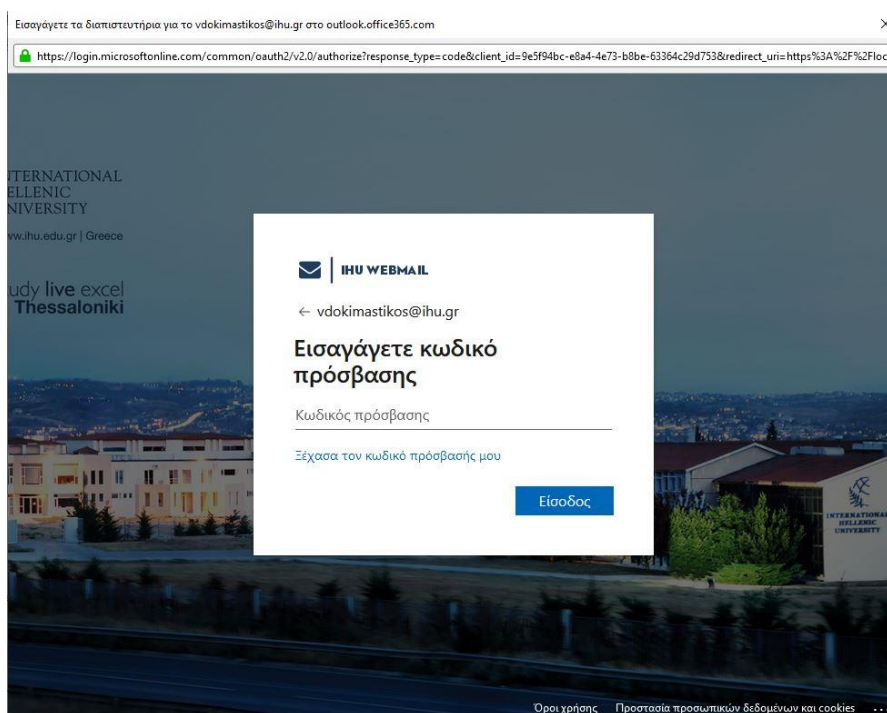 Εισαγάγετε τα διαπιστευτήρια για το vdokimastikos@ihu.gr στο outlook.office365.com
https://login.microsoftonline.com/common/oauth2/v2.0/authorize?response_type=code&client_id=9e5f94bc-e8a4-4e73-b8be-63364c29d753&redirect_uri=https%3A%2F%2Floc
NTERNATIONAL
ELLENIC
NIVERSITY
ww.ihu.edu.gr | Greece
udy live excel
Thessaloniki
IHU WEBMAIL
← vdokimastikos@ihu.gr
Εισαγάγετε κωδικό
πρόσβασης
Κωδικός πρόσβασης
Ξέχασα τον κωδικό πρόσβασής μου
Είσοδος
INTERNATIONAL
HELLENIC
UNIVERSITY
Όροι χρήσης Προστασία προσωπικών δεδομένων και cookies ...